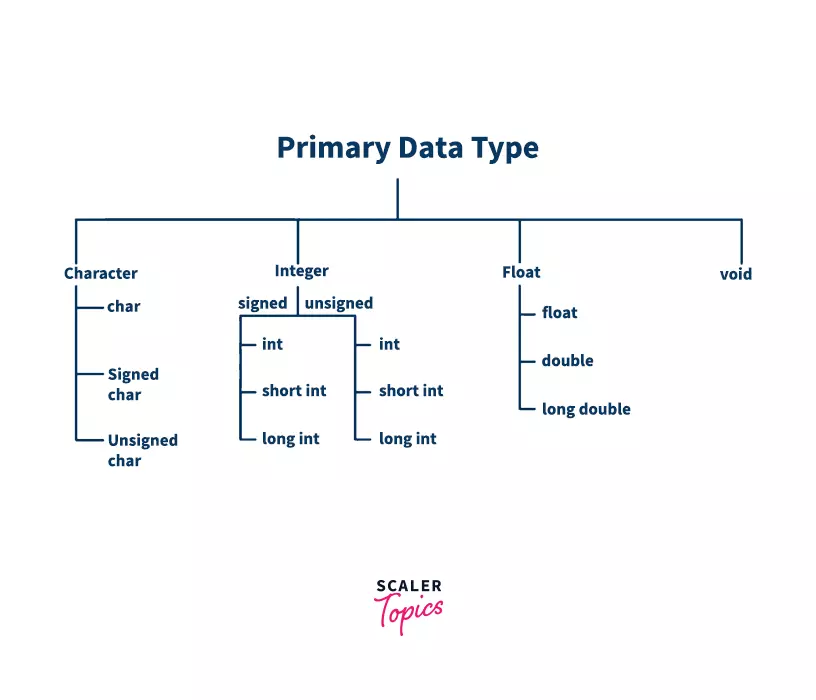 Primary Data Type
Character
Integer
Float
void
char
Signed
char
Unsigned
char
signed
unsigned
int
short int
long int
int
short int
long int
float
double
long double
SCALER
Topics